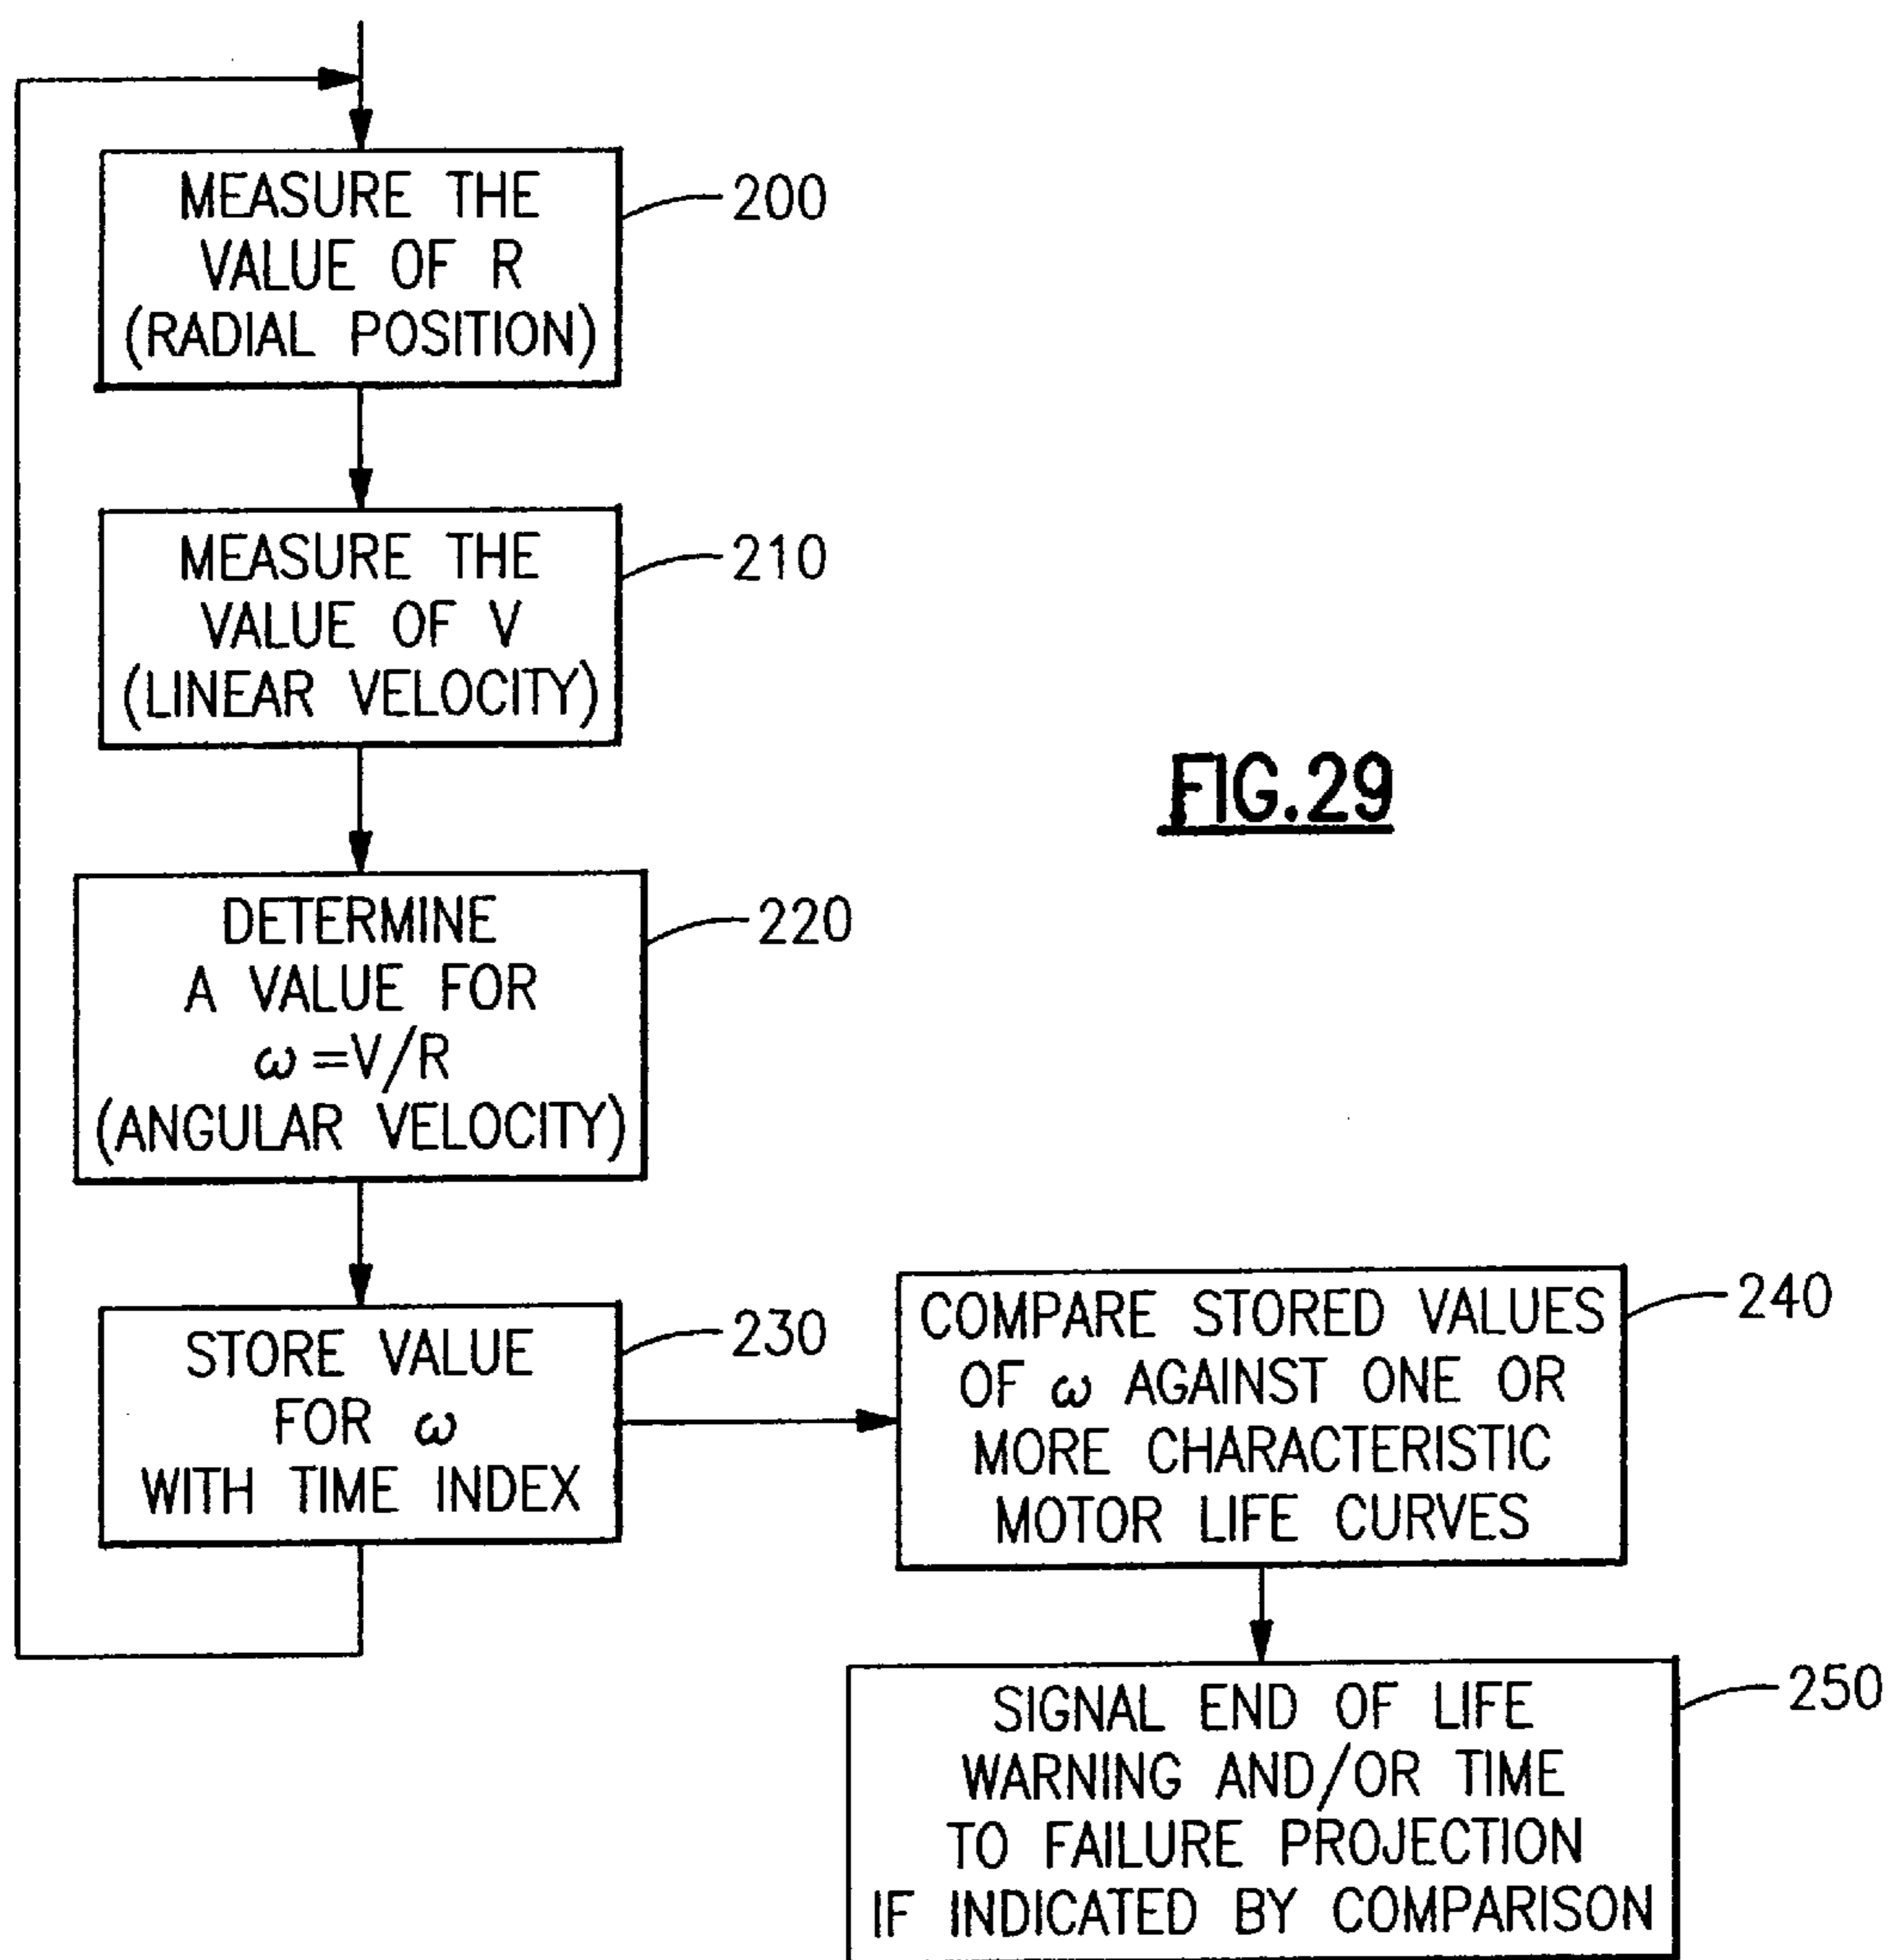 MEASURE THE
VALUE OF R
(RADIAL POSITION)
200
MEASURE THE
VALUE OF V
(LINEAR VELOCITY)
210
FIG.29
DETERMINE
A VALUE FOR
ω=V/R
(ANGULAR VELOCITY)
220
STORE VALUE
FOR ω
WITH TIME INDEX
230
COMPARE STORED VALUES
OF ω AGAINST ONE OR
MORE CHARACTERISTIC
MOTOR LIFE CURVES
240
SIGNAL END OF LIFE
WARNING AND/OR TIME
TO FAILURE PROJECTION
IF INDICATED BY COMPARISON
250